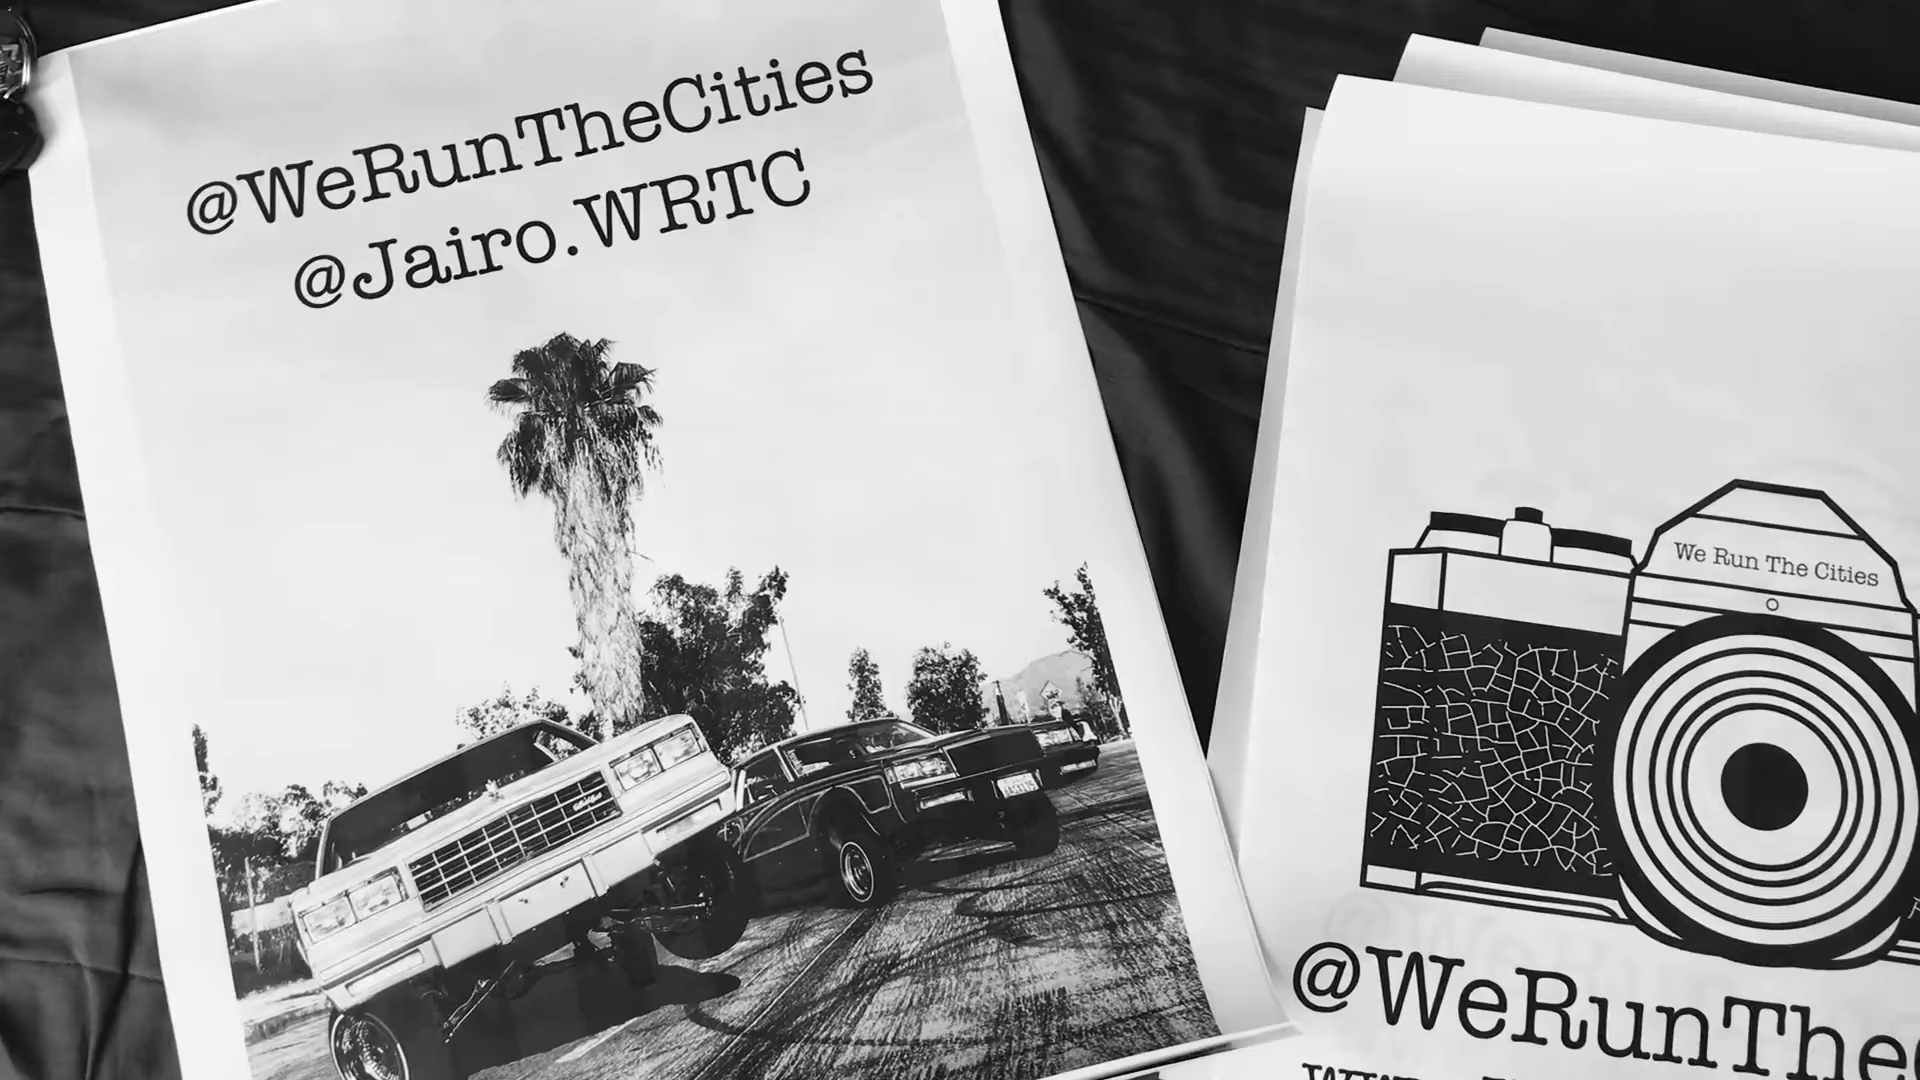 @WeRunTheCities
@Jairo.WRTC
We Run The Cities
@WeRunThe